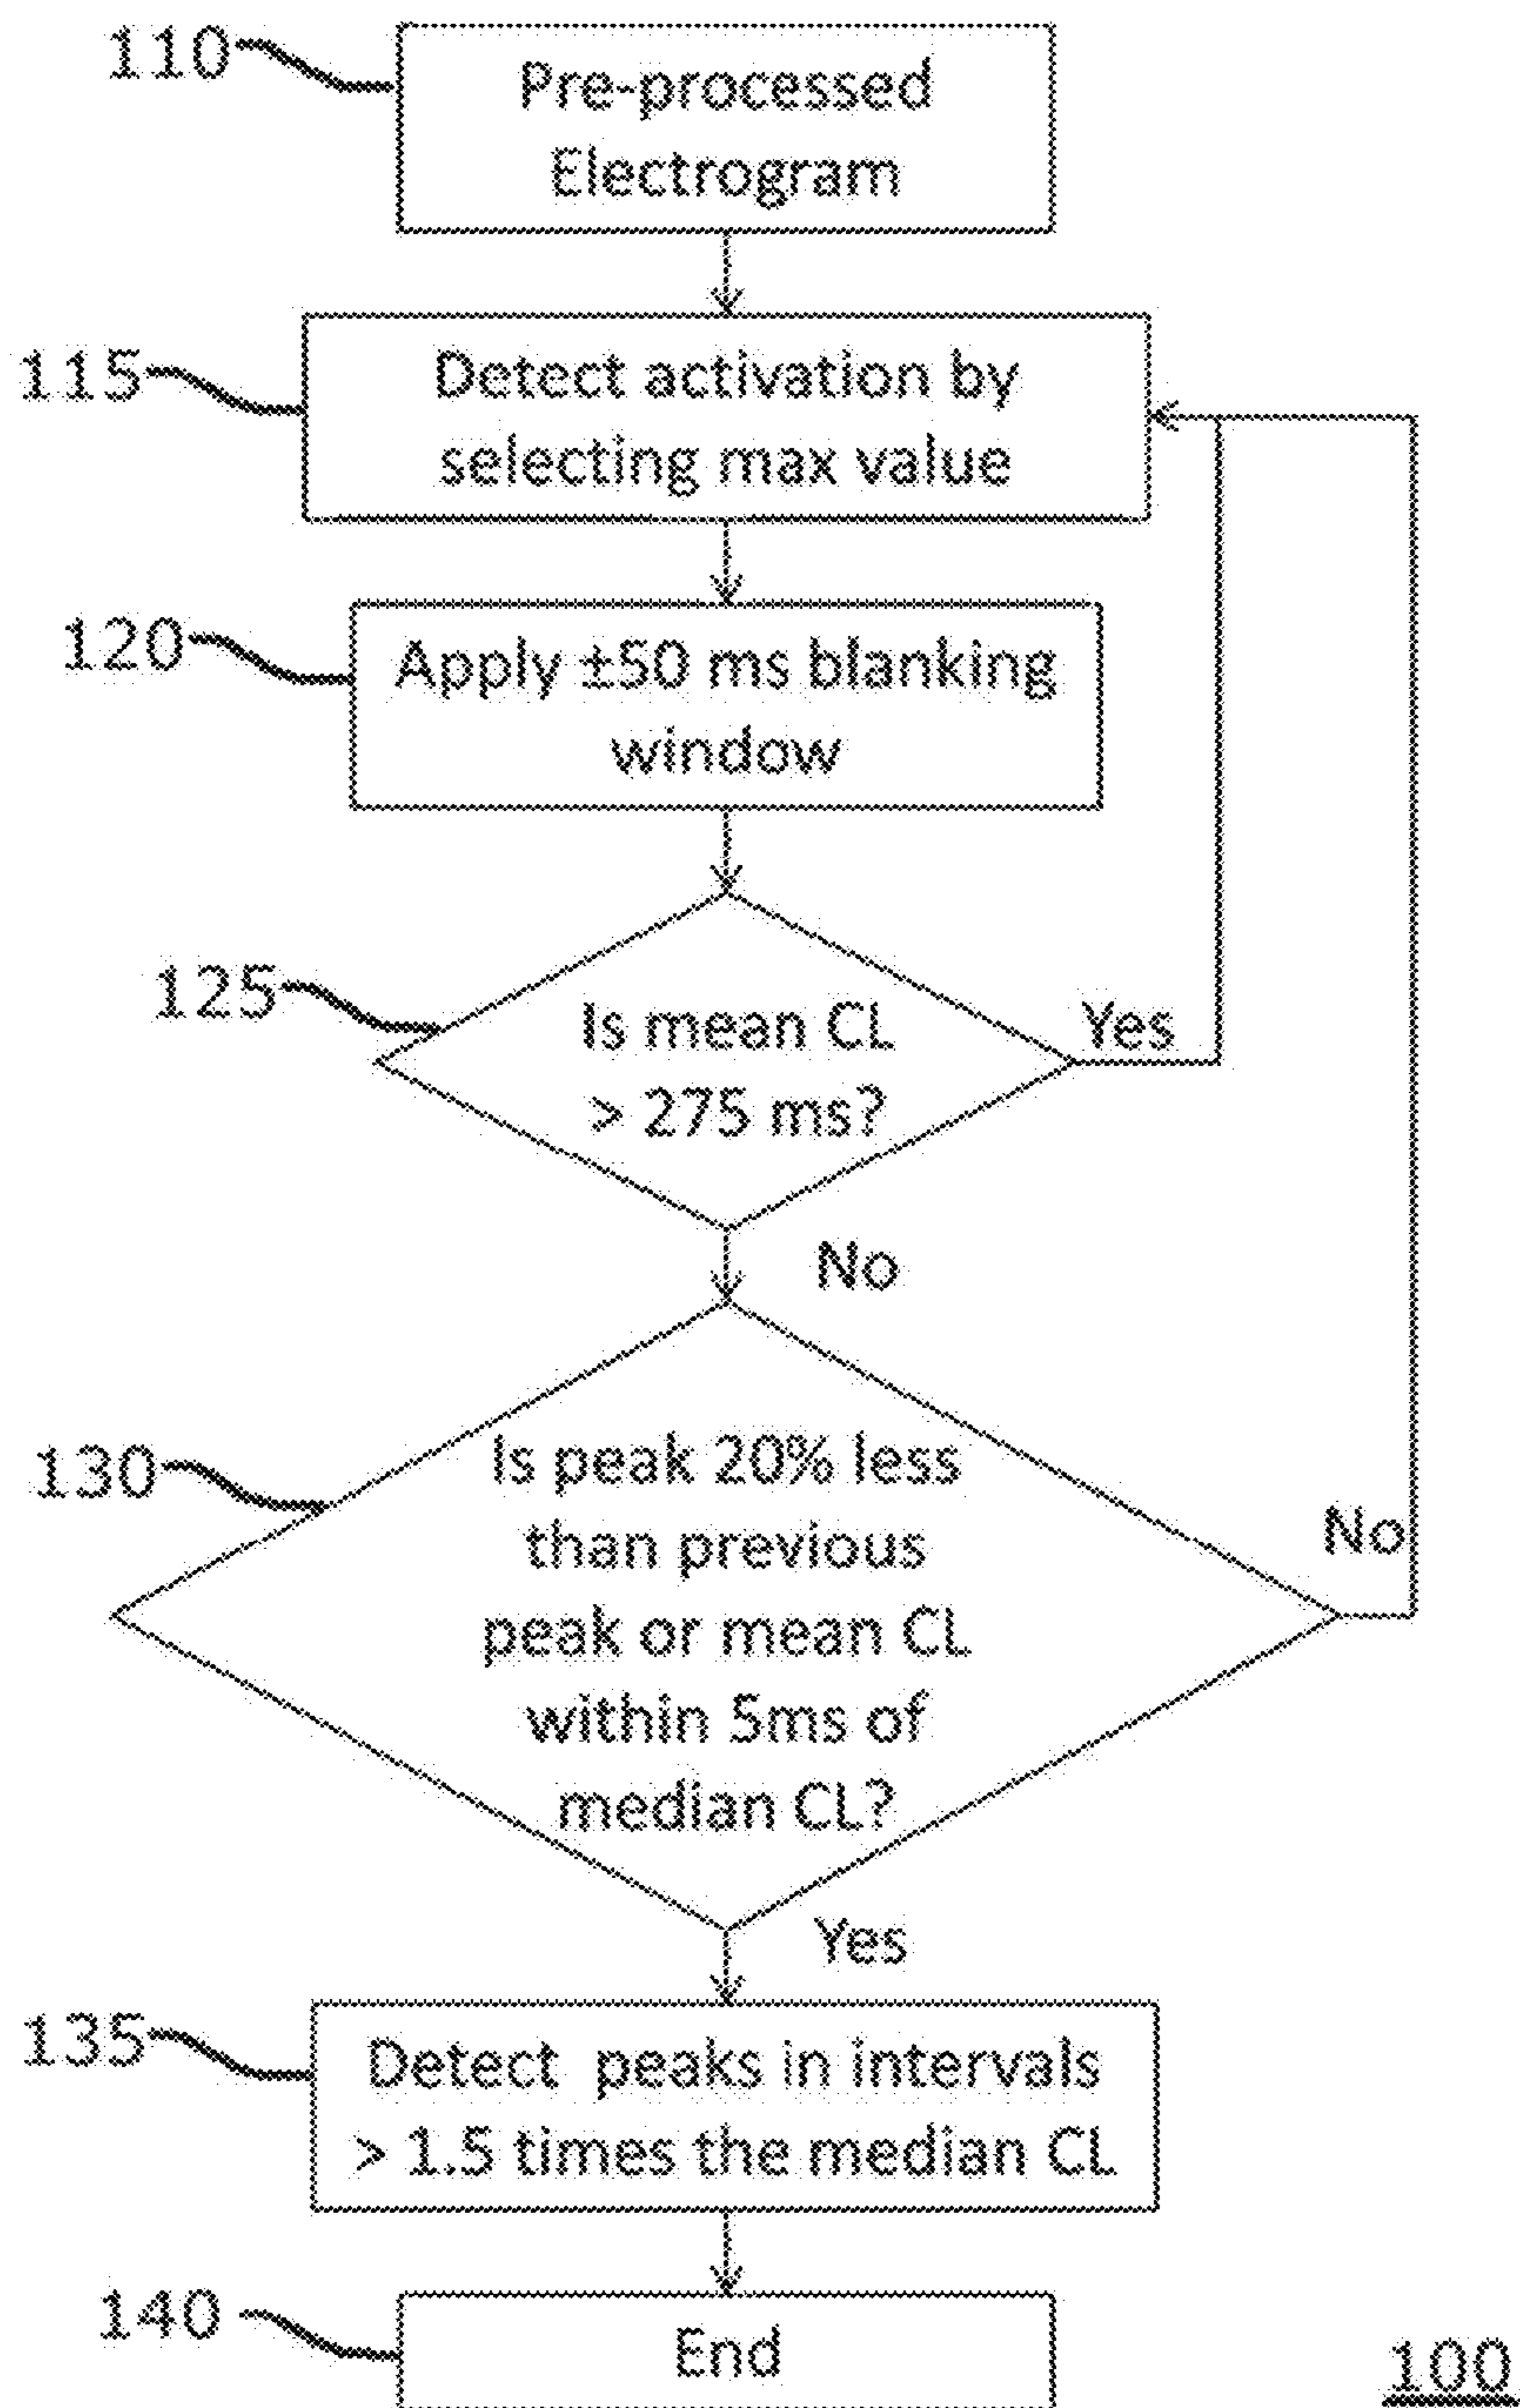 110
Pre-processed
Electrogram
115
Detect activation by
selecting max value
120
Apply ±50 ms blanking
window
125
Is mean CL
> 275 ms?
Yes
No
130
Is peak 20% less
than previous
peak or mean CL
within 5ms of
median CL?
No
Yes
135
Detect peaks in intervals
> 1.5 times the median CL
140
End
100